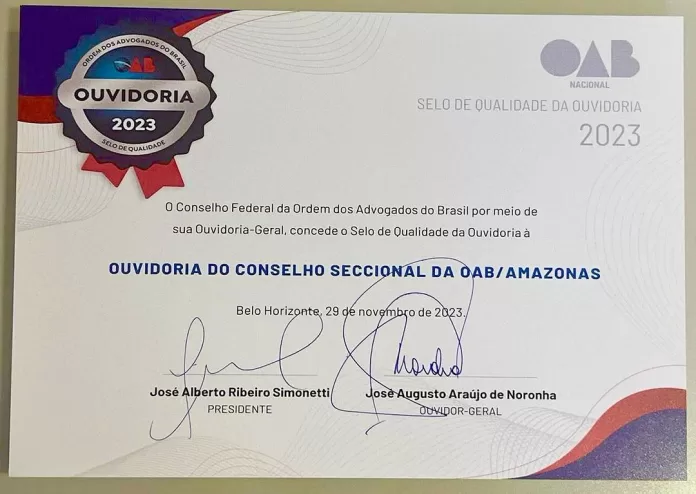 ORDEM DOS ADVOGADOS DO BRASIL
OAB
OUVIDORIA
2023
SELO DE QUALIDADE
OAB
NACIONAL
SELO DE QUALIDADE DA OUVIDORIA
2023
O Conselho Federal da Ordem dos Advogados do Brasil por meio de
sua Ouvidoria-Geral, concede o Selo de Qualidade da Ouvidoria à
OUVIDORIA DO CONSELHO SECCIONAL DA OAB/AMAZONAS
Belo Horizonte, 29 de novembro de 2023.
José Alberto Ribeiro Simonetti
PRESIDENTE
José Augusto Araújo de Noronha
OUVIDOR-GERAL